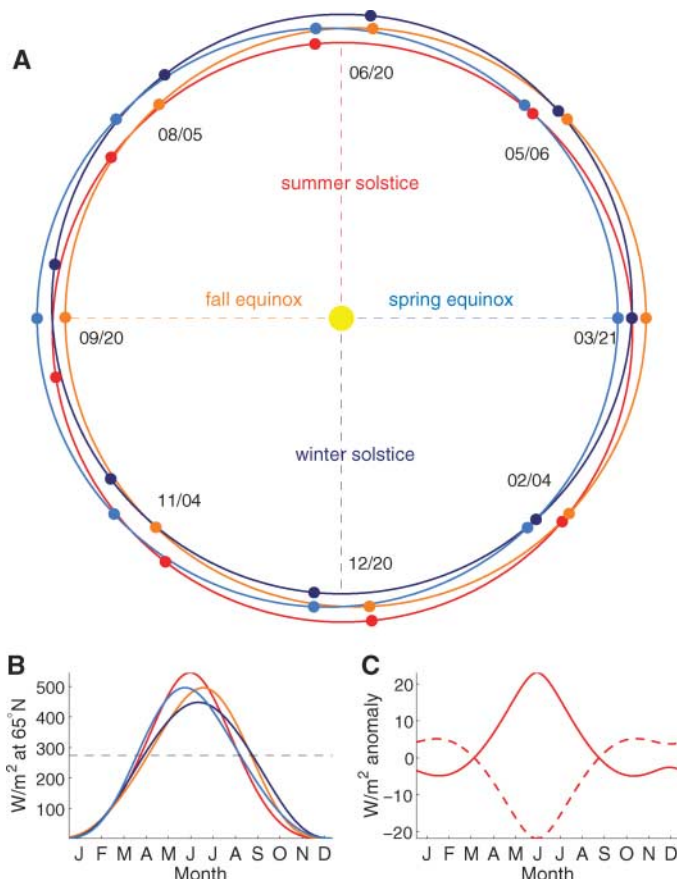 A
06/20
08/05
05/06
summer solstice
fall equinox
spring equinox
09/20
03/21
winter solstice
02/04
11/04
12/20
B
W/m² at 65°N
500
400
300
200
100
J F M A M J J A S O N D
Month
C
W/m² anomaly
20
10
0
-10
-20
J F M A M J J A S O N D
Month